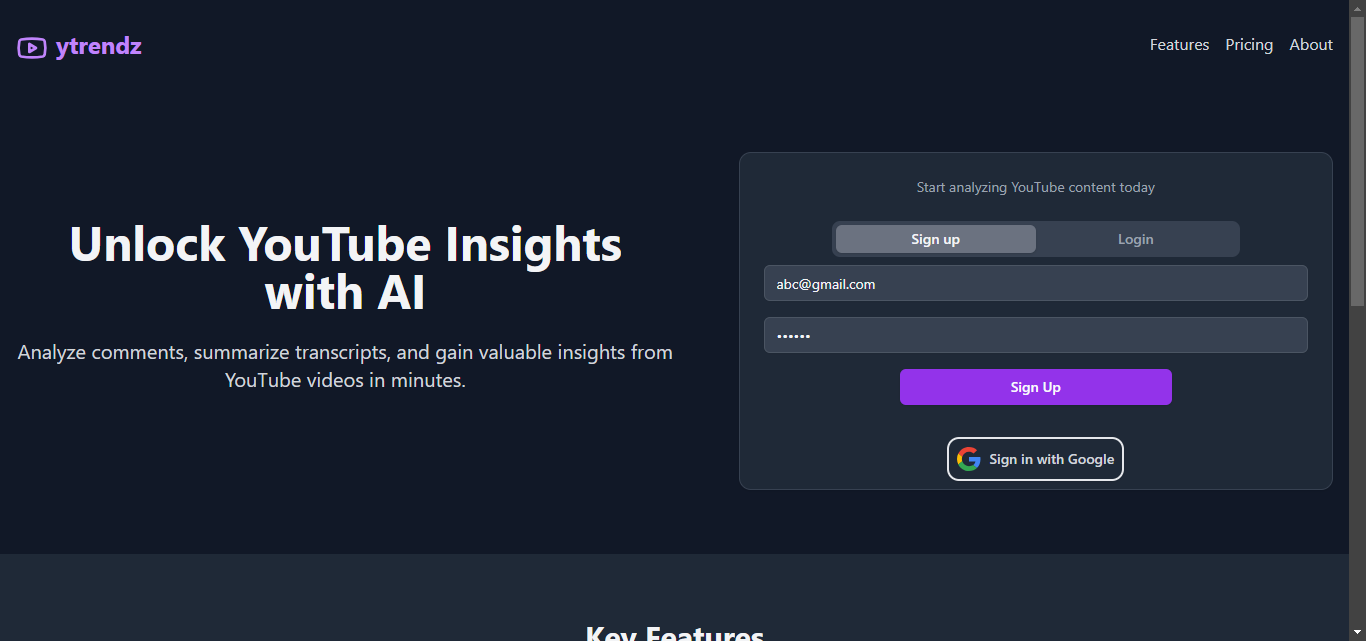 ytrendz
Features Pricing About
Unlock YouTube Insights
with AI
Analyze comments, summarize transcripts, and gain valuable insights from
YouTube videos in minutes.
Start analyzing YouTube content today
Sign up Login
abc@gmail.com
••••••
Sign Up
Sign in with Google
Key Features